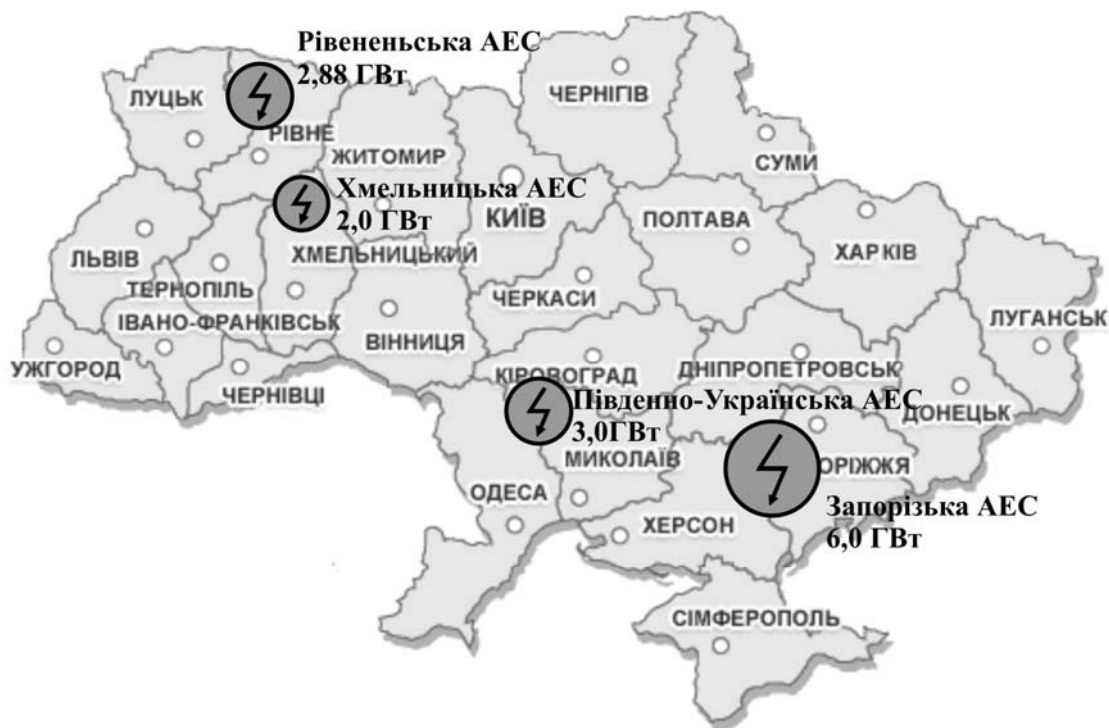 Рівененьська АЕС
2,88 ГВт
ЛУЦЬК
РІВНЕ
ЖИТОМИР
ЧЕРНІГІВ
СУМИ
Хмельницька АЕС
2,0 ГВт
КИЇВ
ПОЛТАВА
ХАРКІВ
ЛЬВІВ
ХМЕЛЬНИЦЬКИЙ
ТЕРНОПІЛЬ
ЧЕРКАСИ
ІВАНО-ФРАНКІВСЬК
ЛУГАНСЬК
ВІННИЦЯ
УЖГОРОД
КІРОВОГРАД
ДНІПРОПЕТРОВСЬК
ЧЕРНІВЦІ
Південно-Українська АЕС
3,0ГВт
ДОНЕЦЬК
МИКОЛАЇВ
ОРІЖЖЯ
ОДЕСА
Запорізька АЕС
6,0 ГВт
ХЕРСОН
СІМФЕРОПОЛЬ